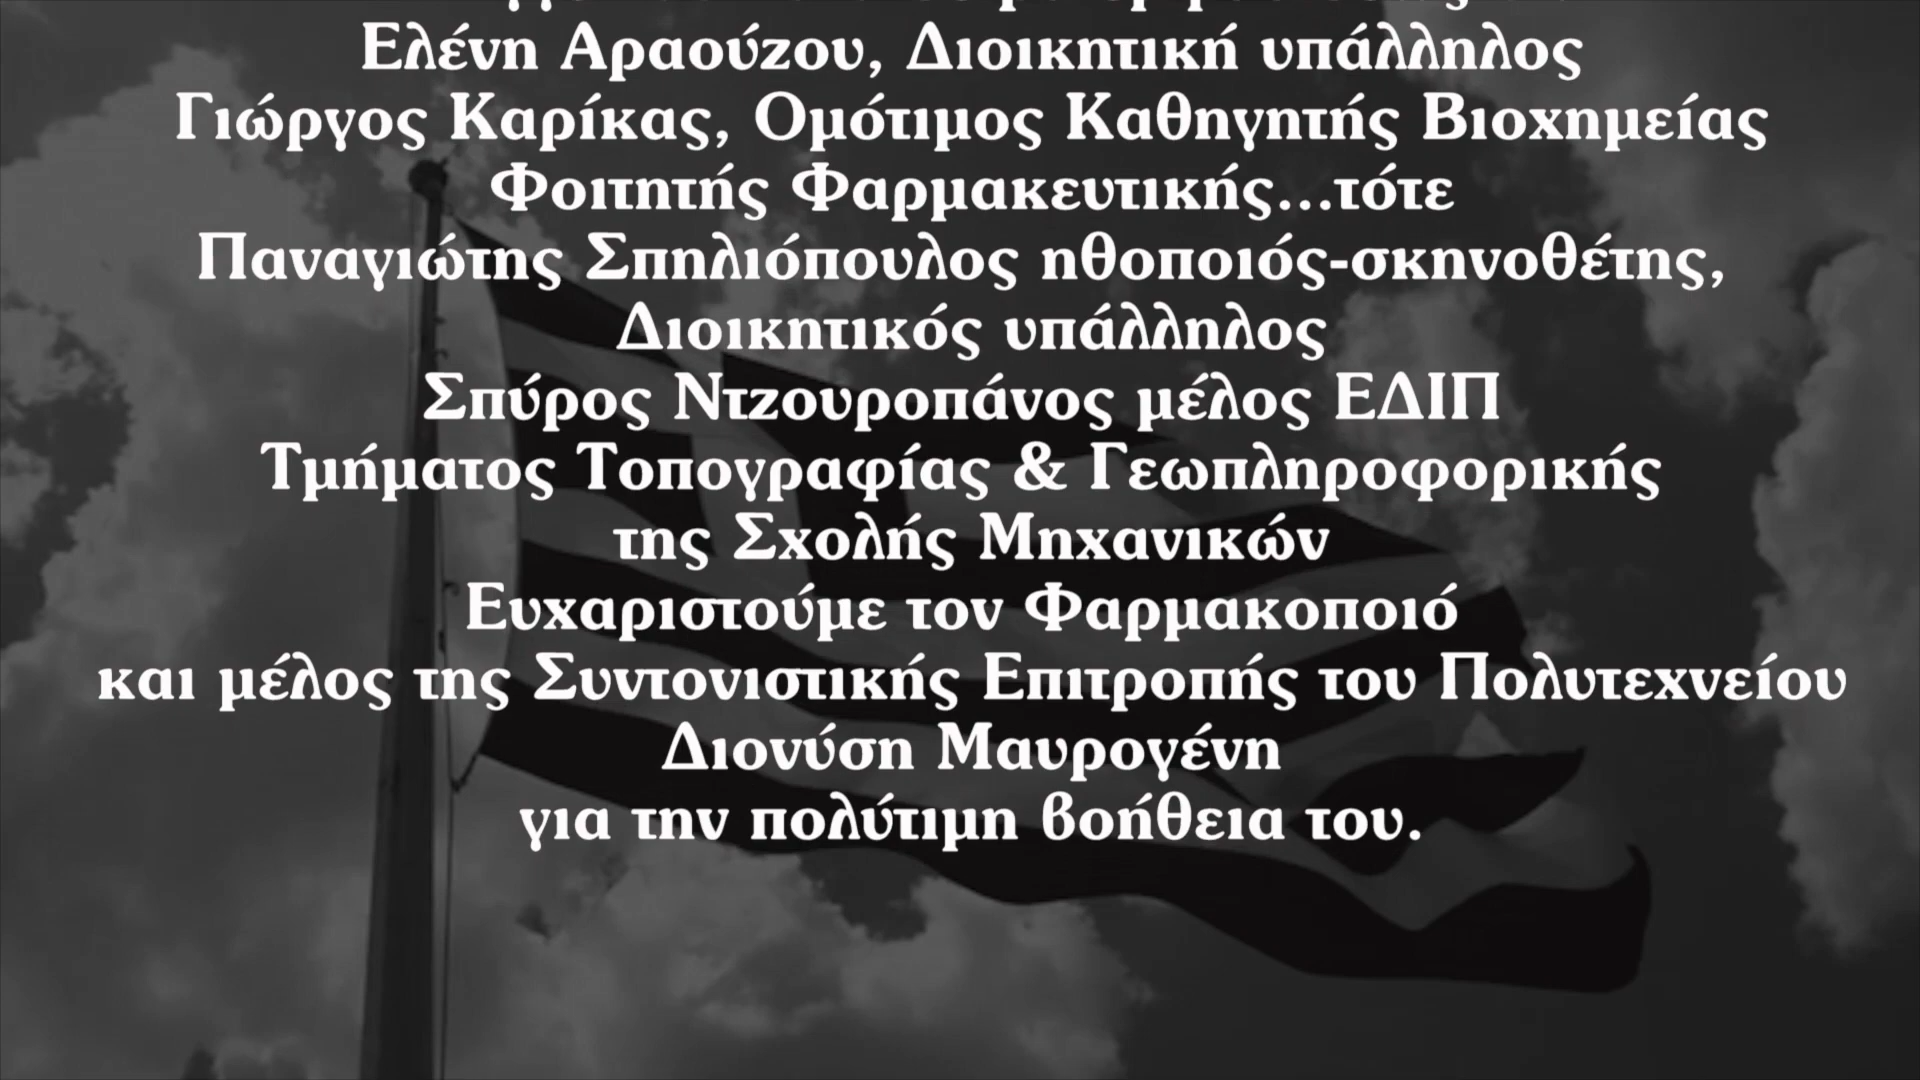 Ελένη Αραούζου, Διοικητική υπάλληλος
Γιώργος Καρίκας, Ομότιμος Καθηγητής Βιοχημείας
Φοιτητής Φαρμακευτικής...τότε
Παναγιώτης Σπηλιόπουλος ηθοποιός-σκηνοθέτης,
Διοικητικός υπάλληλος
Σπύρος Ντζουροπάνος μέλος ΕΔΙΠ
Τμήματος Τοπογραφίας & Γεωπληροφορικής
της Σχολής Μηχανικών
Ευχαριστούμε τον Φαρμακοποιό
και μέλος της Συντονιστικής Επιτροπής του Πολυτεχνείου
Διονύση Μαυρογένη
για την πολύτιμη βοήθεια του.